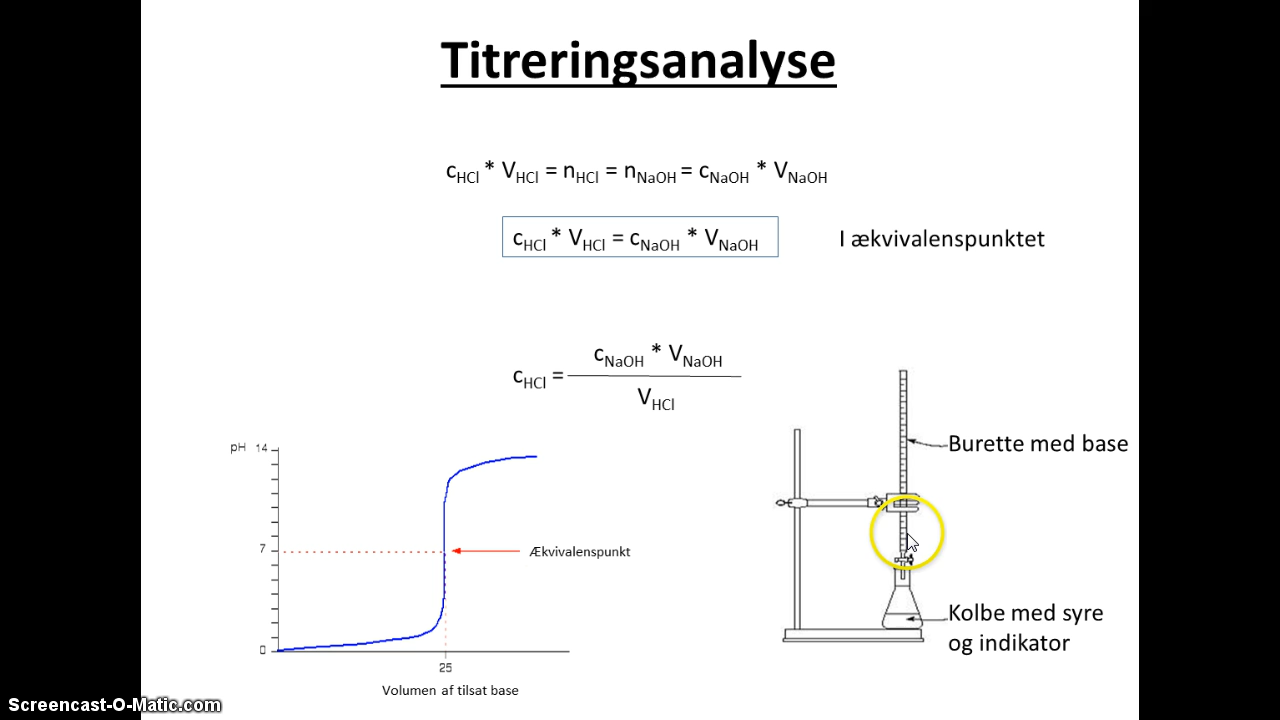 Titreringsanalyse
cHCl * VHCl = nHCl = nNaOH = cNaOH * VNaOH
cHCl * VHCl = cNaOH * VNaOH
I ækvivalenspunktet
cHCl =
cNaOH * VNaOH
VHCl
pH 14
7
0
Ækvivalenspunkt
25
Volumen af tilsat base
Burette med base
Kolbe med syre
og indikator
Screencast-O-Matic.com